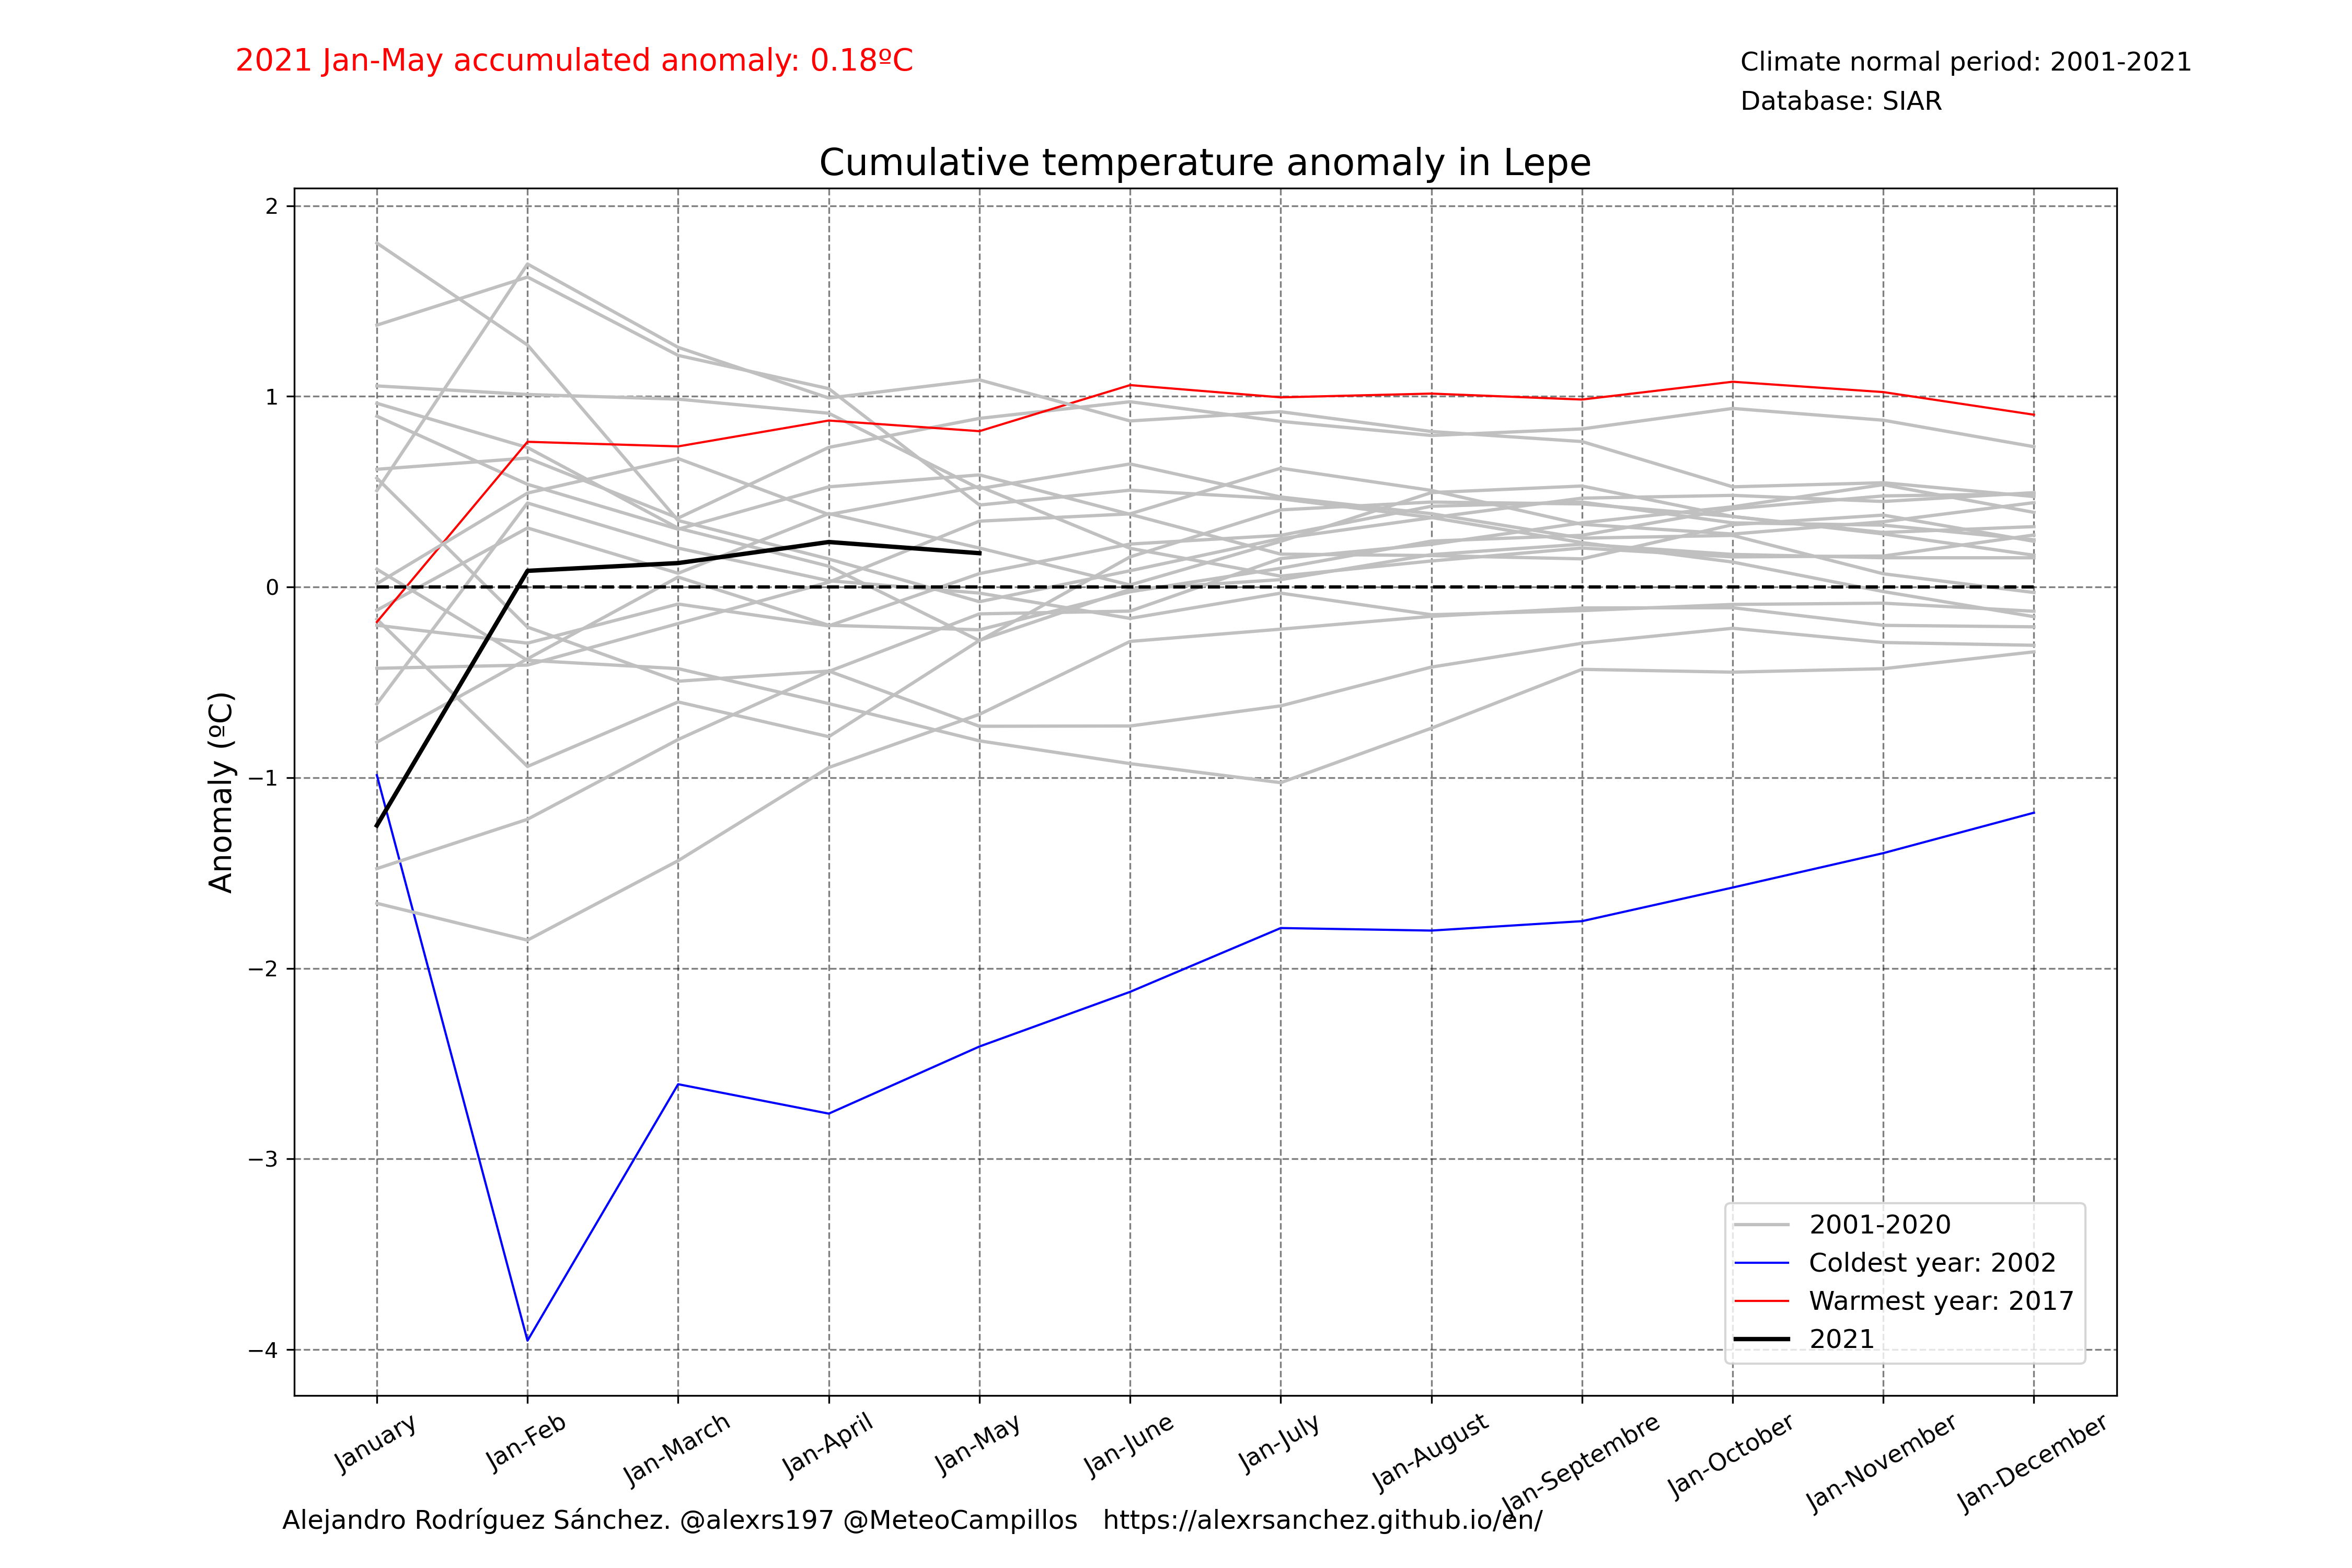 2021 Jan-May accumulated anomaly: 0.18ºC
Climate normal period: 2001-2021
Database: SIAR
Cumulative temperature anomaly in Lepe
Anomaly (ºC)
2
1
0
−1
−2
−3
−4
2001-2020
Coldest year: 2002
Warmest year: 2017
2021
January
Jan-Feb
Jan-March
Jan-April
Jan-May
Jan-June
Jan-July
Jan-August
Jan-Septembre
Jan-October
Jan-November
Jan-December
Alejandro Rodríguez Sánchez. @alexrs197 @MeteoCampillos   https://alexrsanchez.github.io/en/